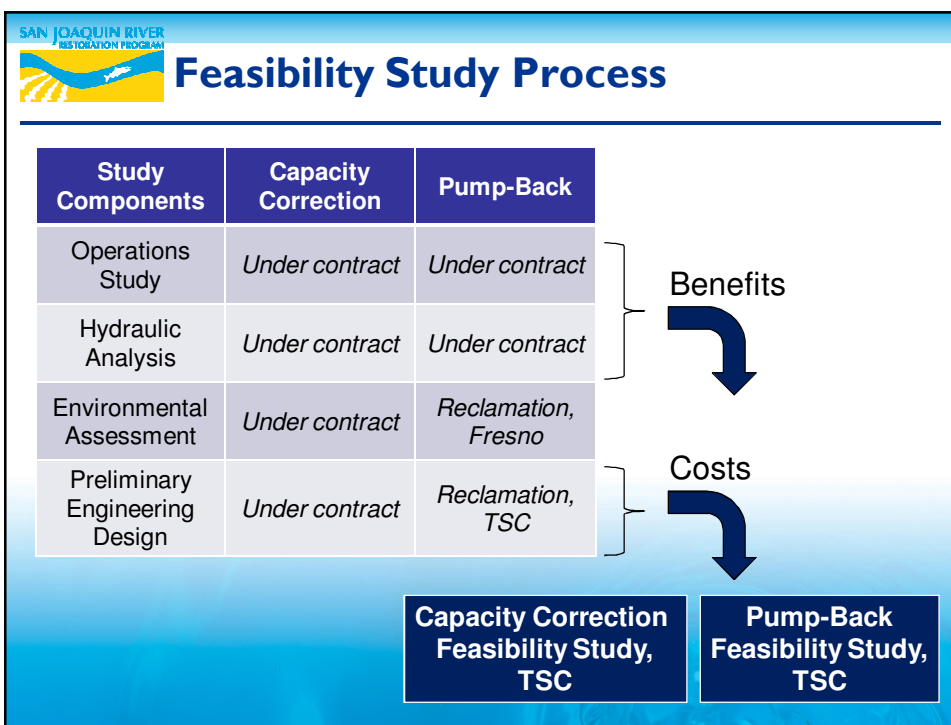 SAN JOAQUIN RIVER
RESTORATION PROGRAM
Feasibility Study Process
Study
Components
Capacity
Correction
Pump-Back
Operations
Study
Under contract
Under contract
Hydraulic
Analysis
Under contract
Under contract
Environmental
Assessment
Under contract
Reclamation,
Fresno
Preliminary
Engineering
Design
Under contract
Reclamation,
TSC
Benefits
Costs
Capacity Correction
Feasibility Study,
TSC
Pump-Back
Feasibility Study,
TSC